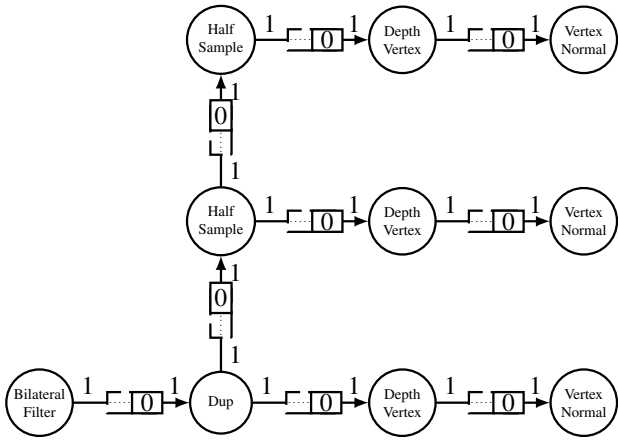 Half
Sample
1
0
1
Depth
Vertex
1
0
1
Vertex
Normal
1
0
1
Half
Sample
1
0
1
Depth
Vertex
1
0
1
Vertex
Normal
1
0
1
Bilateral
Filter
1
0
1
Dup
1
0
1
Depth
Vertex
1
0
1
Vertex
Normal